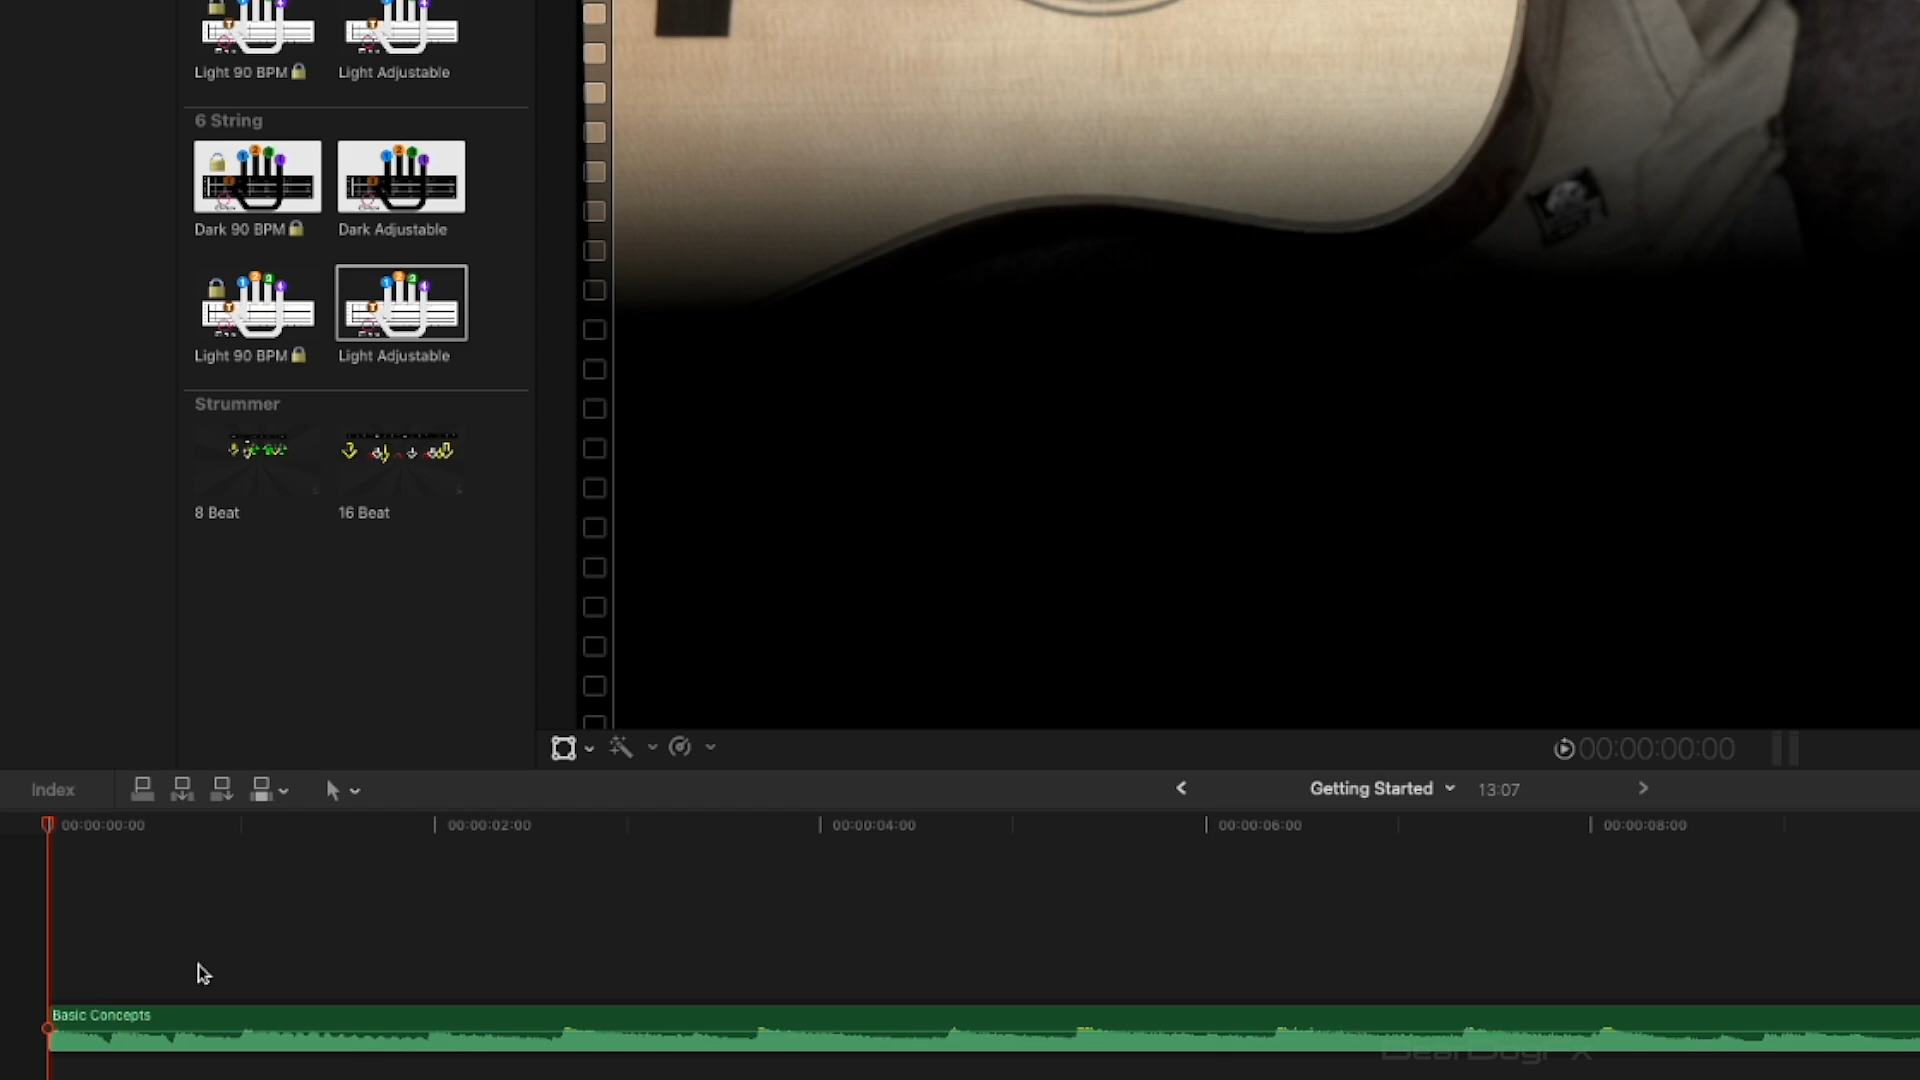 Light 90 BPM
Light Adjustable
6 String
Dark 90 BPM
Dark Adjustable
Light 90 BPM
Light Adjustable
Strummer
8 Beat
16 Beat
00:00:00:00
Index
Getting Started
13:07
00:00:00:00
00:00:02:00
00:00:04:00
00:00:06:00
00:00:08:00
Basic Concepts